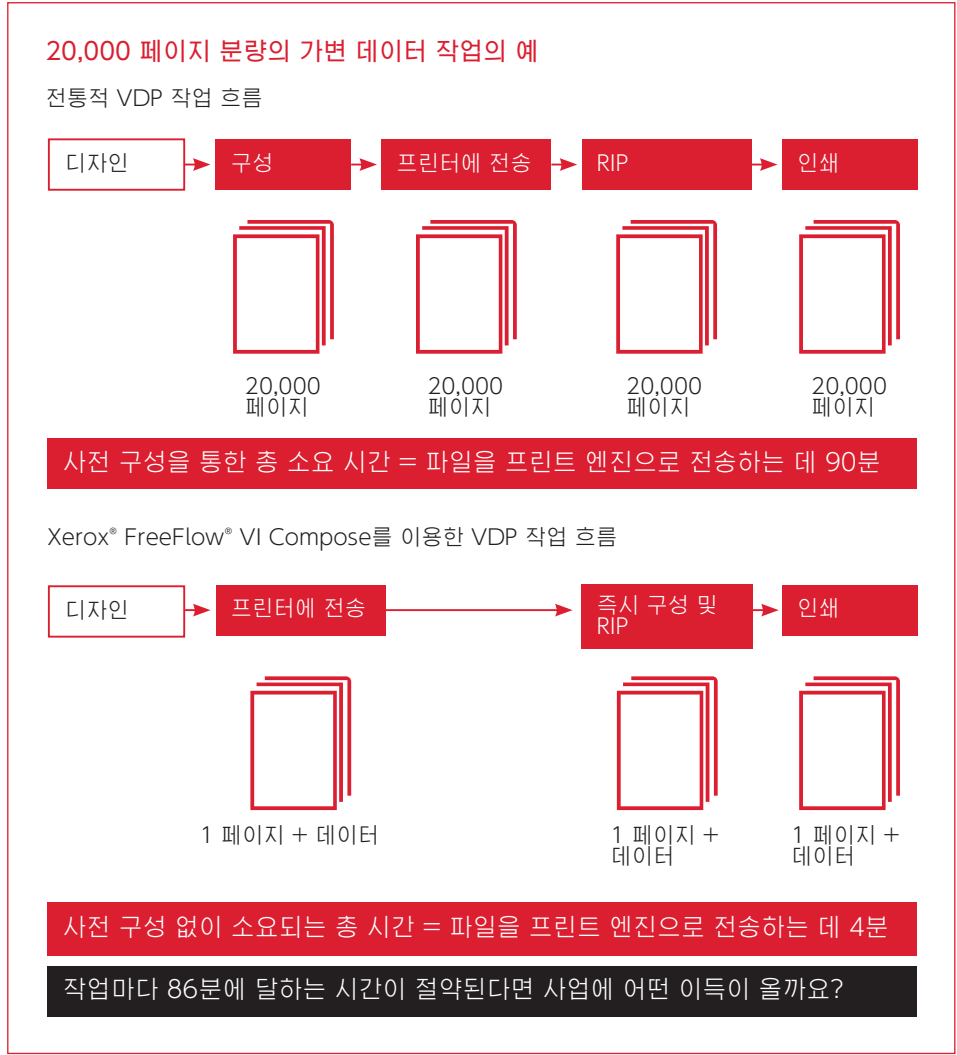 20,000 페이지 분량의 가변 데이터 작업의 예
전통적 VDP 작업 흐름
디자인
구성
프린터에 전송
RIP
인쇄
20,000
페이지
20,000
페이지
20,000
페이지
20,000
페이지
사전 구성을 통한 총 소요 시간 = 파일을 프린트 엔진으로 전송하는 데 90분
Xerox® FreeFlow® VI Compose를 이용한 VDP 작업 흐름
디자인
프린터에 전송
즉시 구성 및
RIP
인쇄
1 페이지 + 데이터
1 페이지 +
데이터
1 페이지 +
데이터
사전 구성 없이 소요되는 총 시간 = 파일을 프린트 엔진으로 전송하는 데 4분
작업마다 86분에 달하는 시간이 절약된다면 사업에 어떤 이득이 올까요?